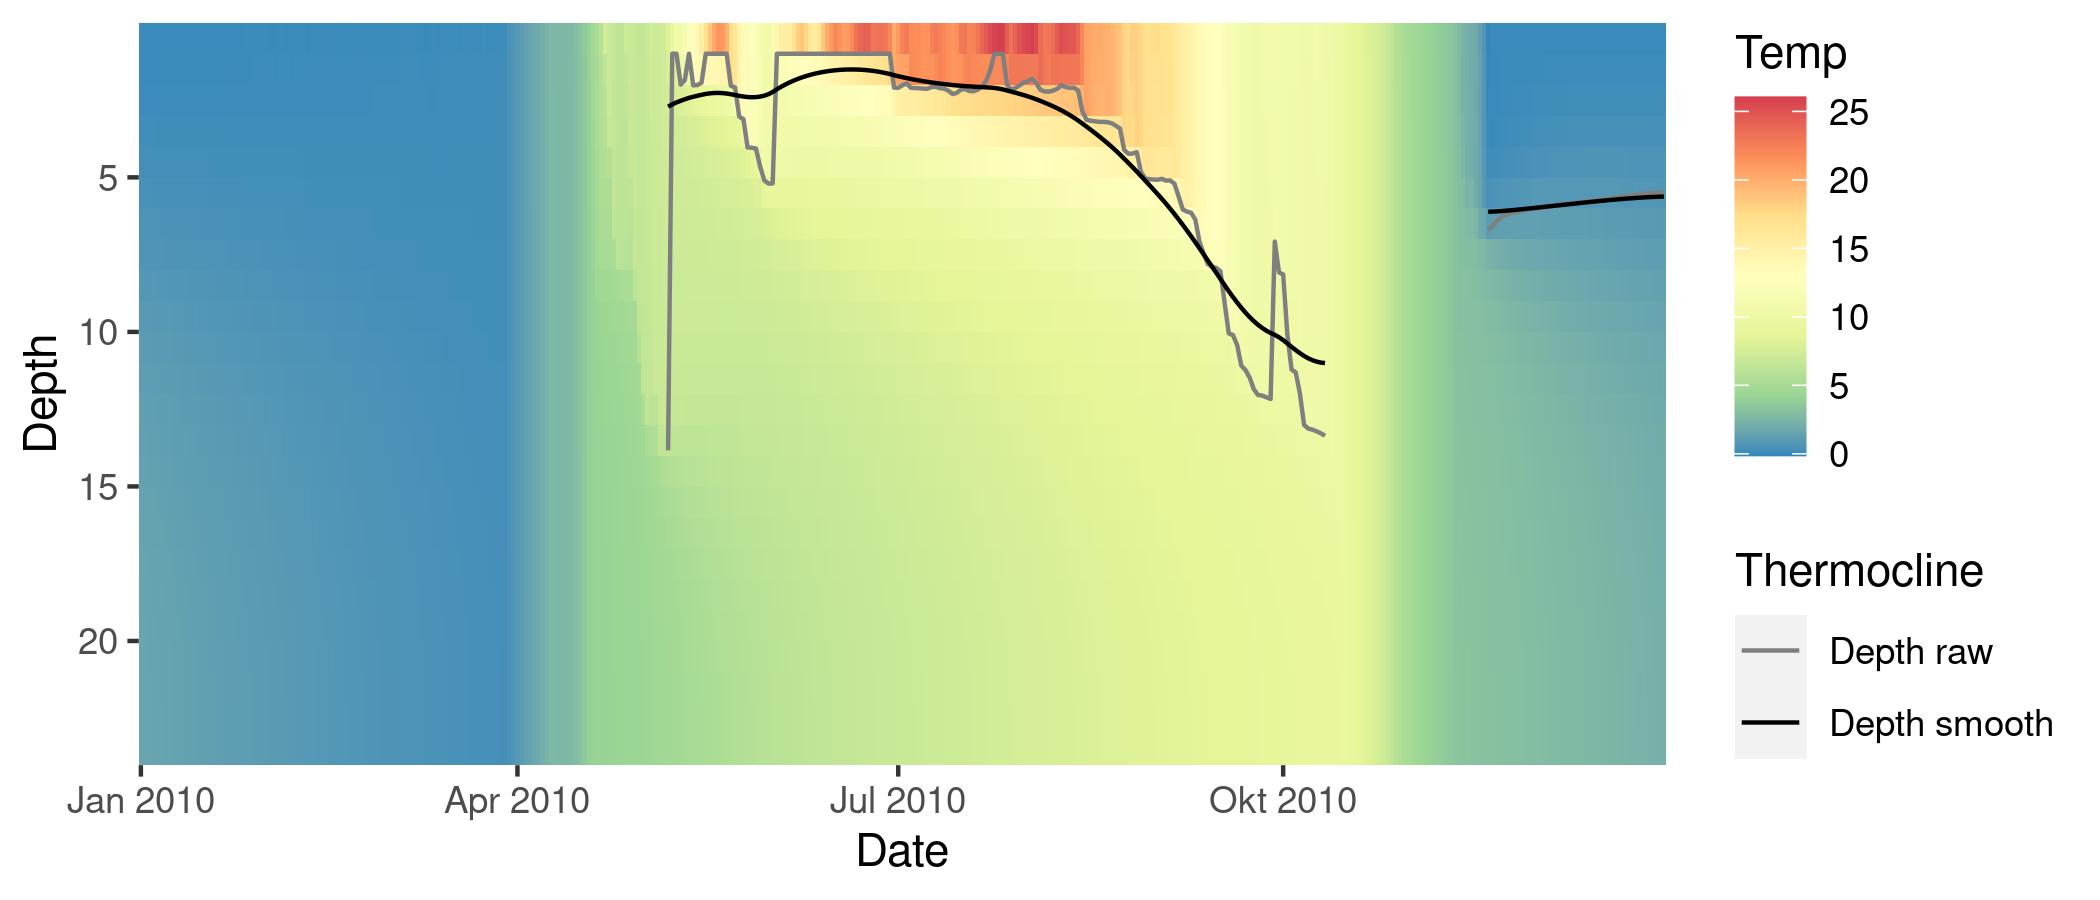 Depth
5
10
15
20
Jan 2010
Apr 2010
Jul 2010
Okt 2010
Date
Temp
25
20
15
10
5
0
Thermocline
Depth raw
Depth smooth